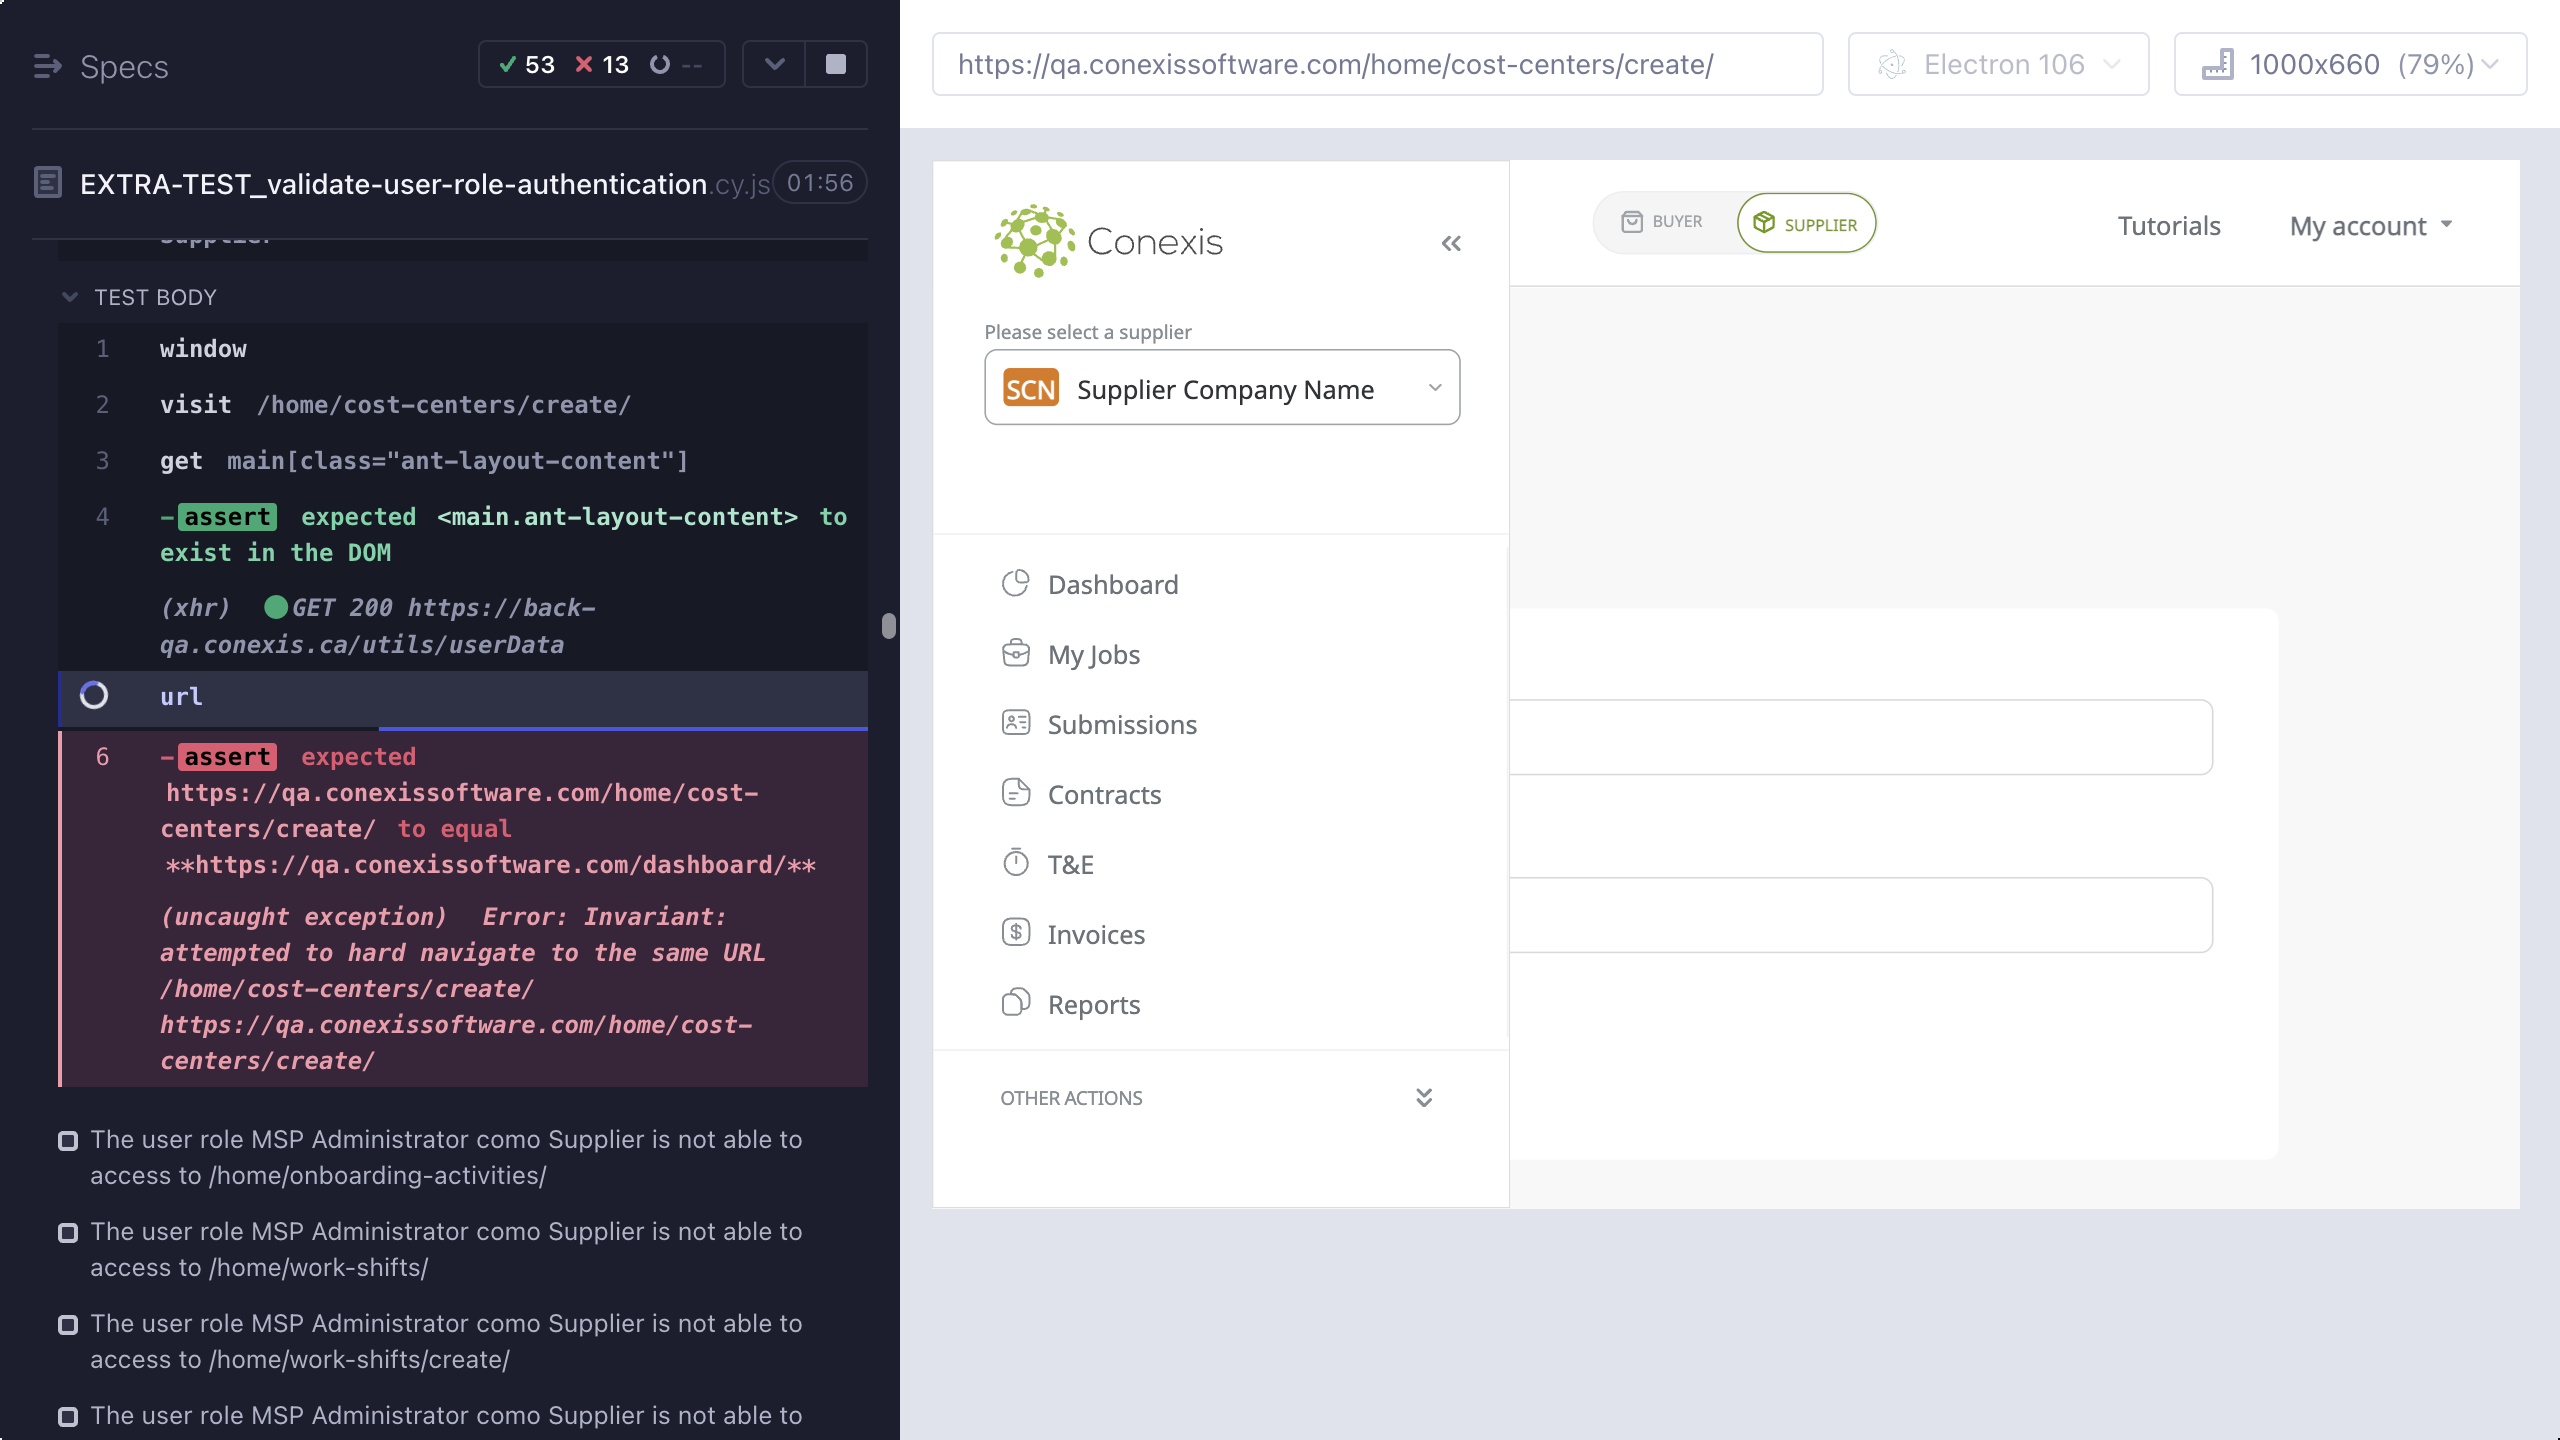 Specs
53 13 --
EXTRA-TEST_validate-user-role-authentication.cy.js 01:56
Supplier
TEST BODY
1 window
2 visit /home/cost-centers/create/
3 get main[class="ant-layout-content"]
4 -assert expected <main.ant-layout-content> to
exist in the DOM
(xhr) GET 200 https://back-
qa.conexis.ca/utils/userData
url
6 -assert expected
https://qa.conexissoftware.com/home/cost-
centers/create/ to equal
**https://qa.conexissoftware.com/dashboard/**
(uncaught exception) Error: Invariant:
attempted to hard navigate to the same URL
/home/cost-centers/create/
https://qa.conexissoftware.com/home/cost-
centers/create/
The user role MSP Administrator como Supplier is not able to
access to /home/onboarding-activities/
The user role MSP Administrator como Supplier is not able to
access to /home/work-shifts/
The user role MSP Administrator como Supplier is not able to
access to /home/work-shifts/create/
The user role MSP Administrator como Supplier is not able to
https://qa.conexissoftware.com/home/cost-centers/create/
Electron 106
1000x660 (79%)
Conexis
BUYER
SUPPLIER
Tutorials
My account
Please select a supplier
SCN Supplier Company Name
Dashboard
My Jobs
Submissions
Contracts
T&E
Invoices
Reports
OTHER ACTIONS